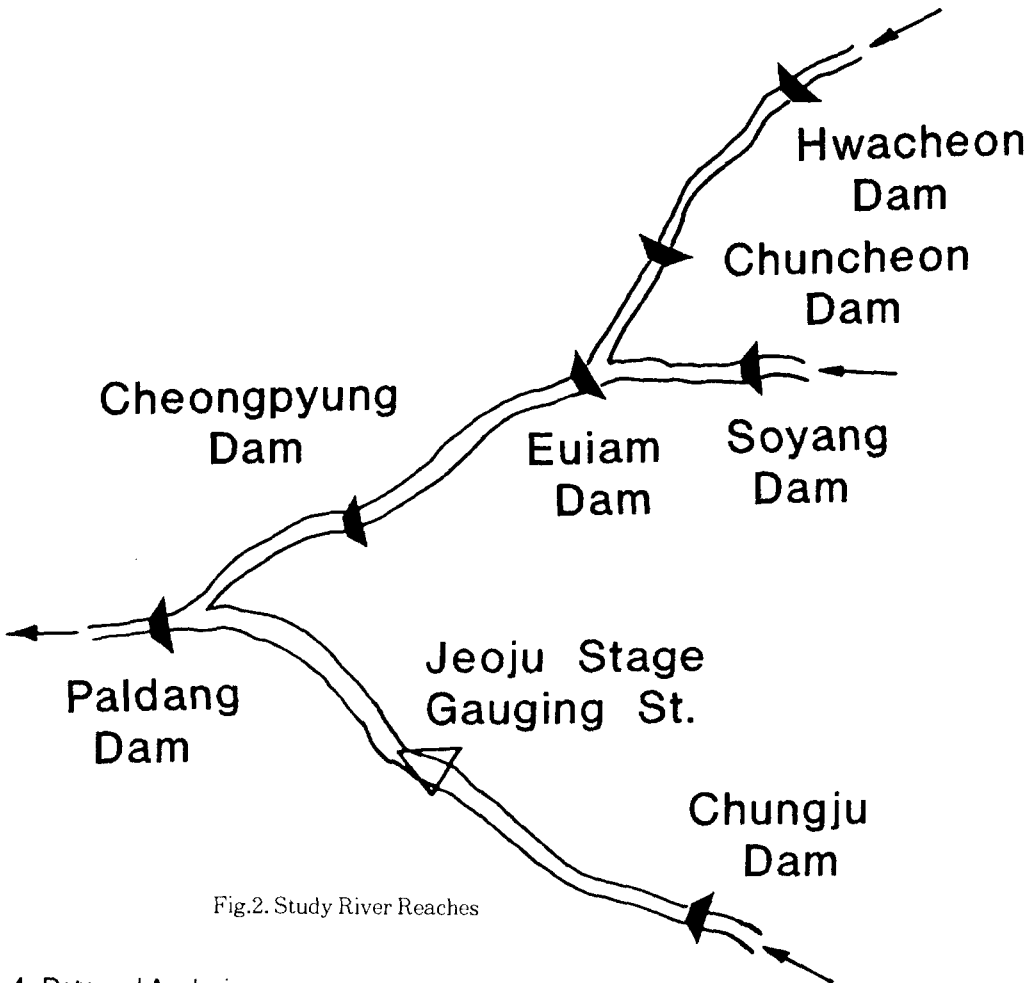 Hwacheon
Dam
Chuncheon
Dam
Cheongpyung
Dam
Euiam
Dam
Soyang
Dam
Jeoju Stage
Gauging St.
Paldang
Dam
Chungju
Dam
Fig.2. Study River Reaches